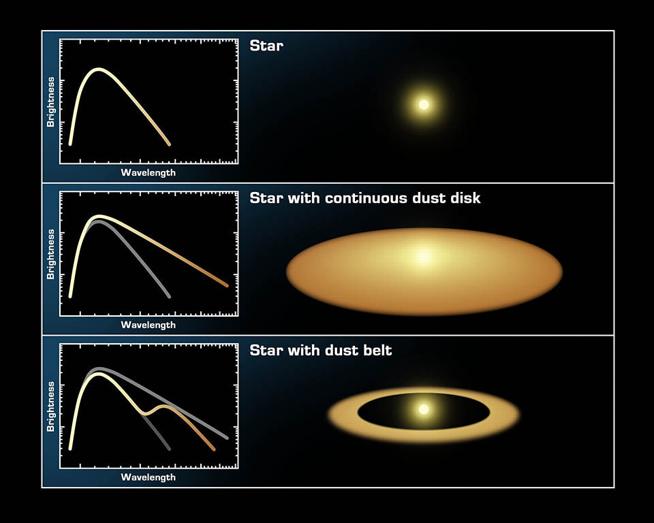 Star
Brightness
Wavelength
Star with continuous dust disk
Brightness
Wavelength
Star with dust belt
Brightness
Wavelength